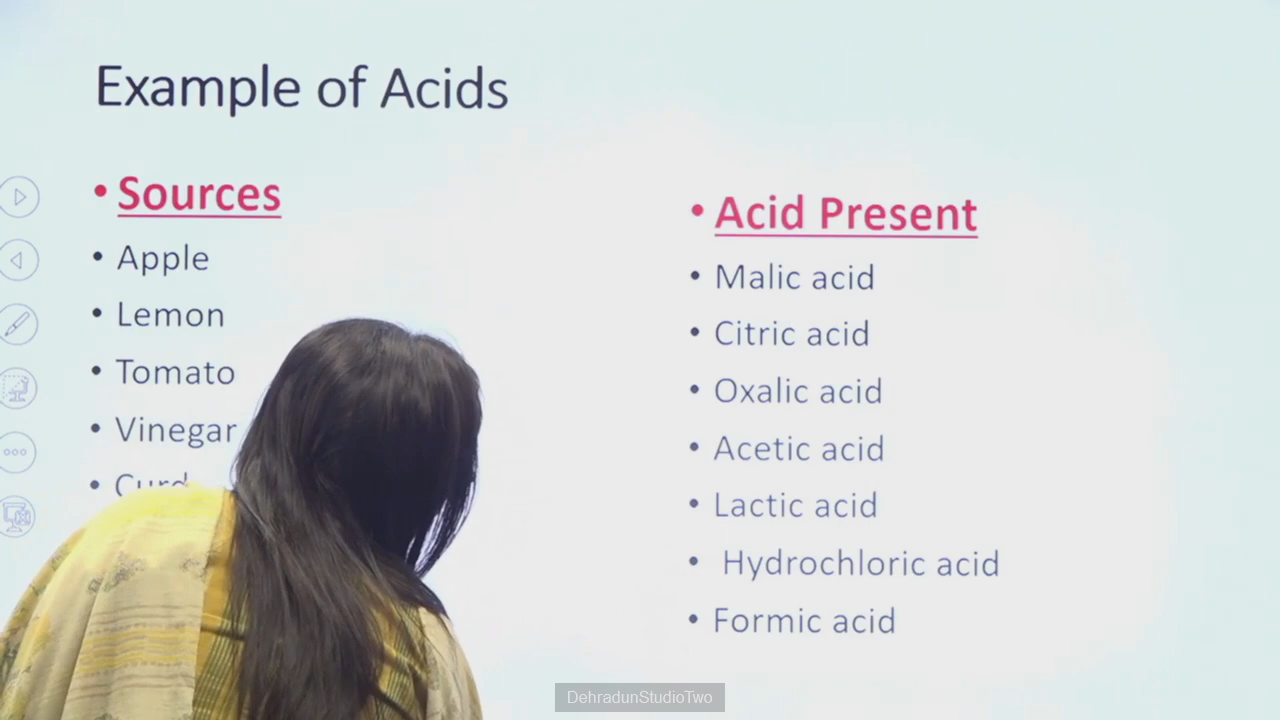 Example of Acids
• Sources
• Apple
• Lemon
• Tomato
• Vinegar
• Curd
• Acid Present
• Malic acid
• Citric acid
• Oxalic acid
• Acetic acid
• Lactic acid
• Hydrochloric acid
• Formic acid
DehradunStudioTwo